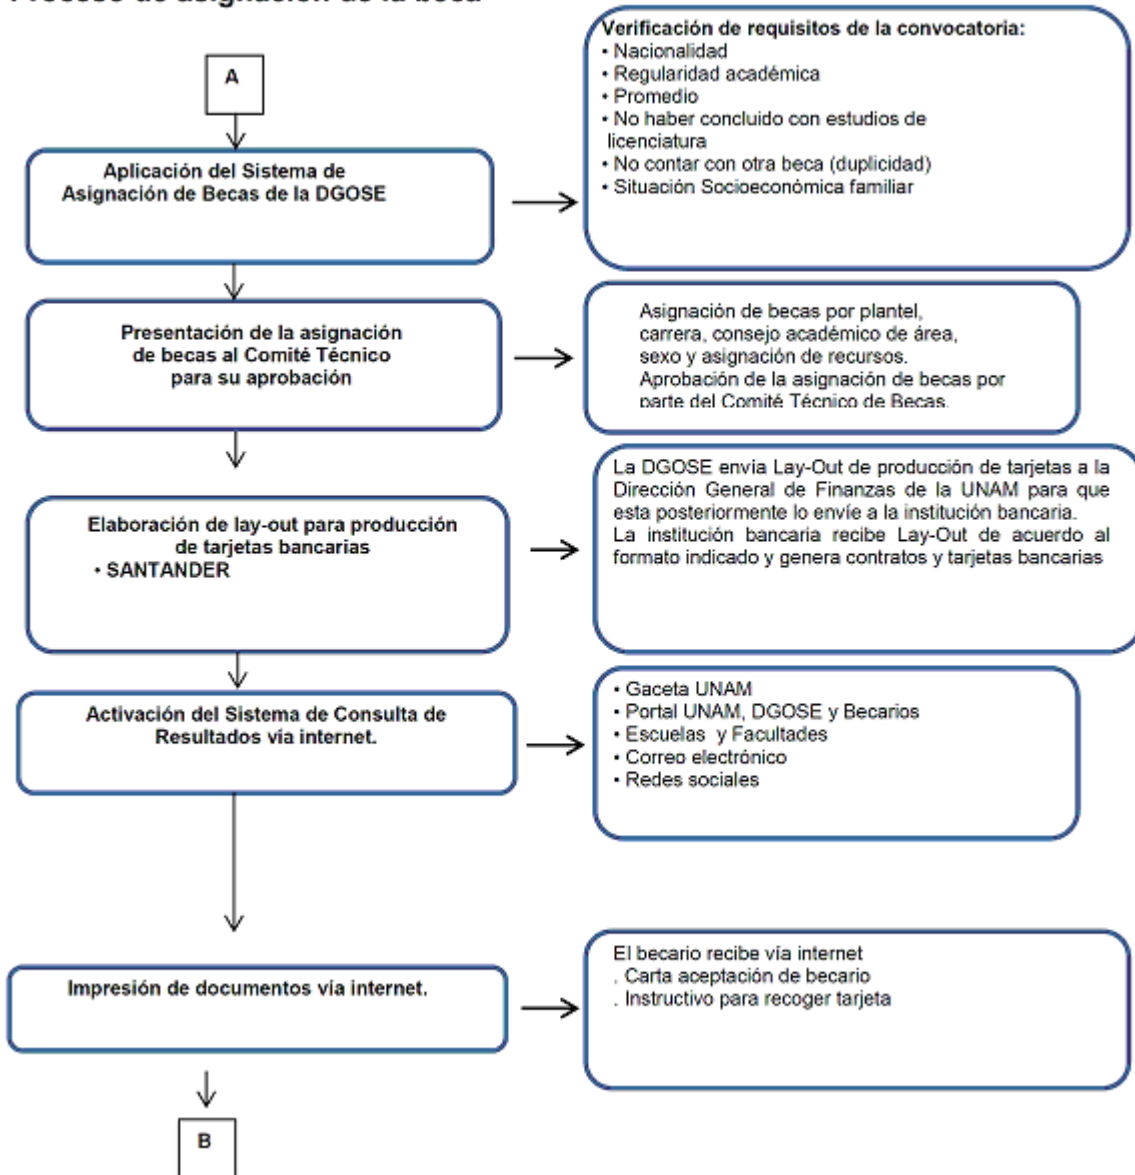 Proceso de asignación de la beca
A
Aplicación del Sistema de
Asignación de Becas de la DGOSE
Verificación de requisitos de la convocatoria:
• Nacionalidad
• Regularidad académica
• Promedio
• No haber concluido con estudios de
licenciatura
• No contar con otra beca (duplicidad)
• Situación Socioeconómica familiar
Presentación de la asignación
de becas al Comité Técnico
para su aprobación
Asignación de becas por plantel,
carrera, consejo académico de área,
sexo y asignación de recursos.
Aprobación de la asignación de becas por
parte del Comité Técnico de Becas.
Elaboración de lay-out para producción
de tarjetas bancarias
• SANTANDER
La DGOSE envía Lay-Out de producción de tarjetas a la
Dirección General de Finanzas de la UNAM para que
esta posteriormente lo envíe a la institución bancaria.
La institución bancaria recibe Lay-Out de acuerdo al
formato indicado y genera contratos y tarjetas bancarias
Activación del Sistema de Consulta de
Resultados vía internet.
• Gaceta UNAM
• Portal UNAM, DGOSE y Becarios
• Escuelas y Facultades
• Correo electrónico
• Redes sociales
Impresión de documentos vía internet.
El becario recibe vía internet
. Carta aceptación de becario
. Instructivo para recoger tarjeta
B